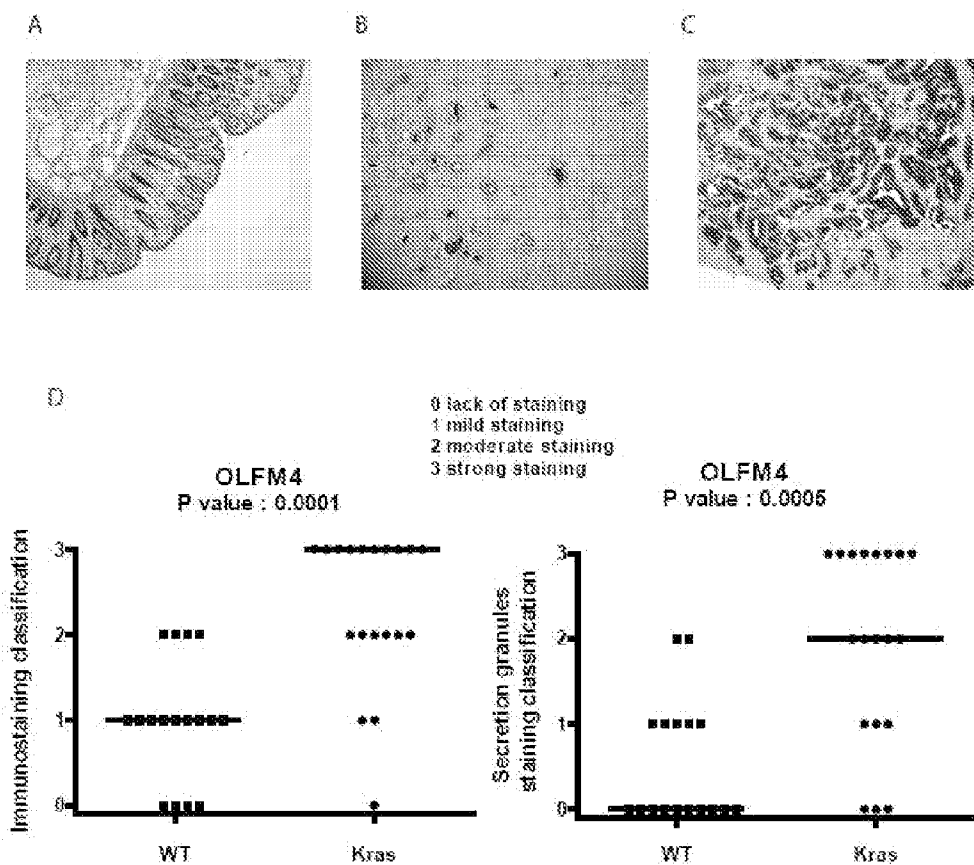 A
B
C
D
0 lack of staining
1 mild staining
2 moderate staining
3 strong staining
OLFM4
P value : 0.0001
Immunostaining classification
3
2
1
0
WT
Kras
OLFM4
P value : 0.0005
Secretion granules
staining classification
3
2
1
0
WT
Kras